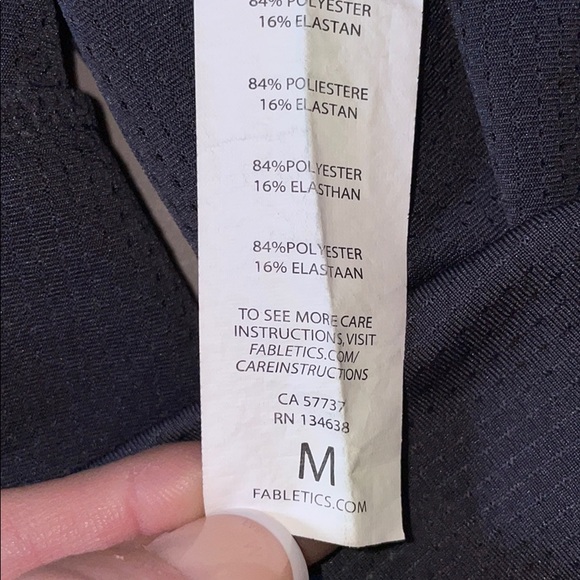 84% POLYESTER
16% ELASTAN
84% POLIESTERE
16% ELASTAN
84%POLYESTER
16% ELASTHAN
84%POLYESTER
16% ELASTAAN
TO SEE MORE CARE
INSTRUCTIONS,VISIT
FABLETICS.COM/
CAREINSTRUCTIONS
CA 57737
RN 134638
M
FABLETICS.COM